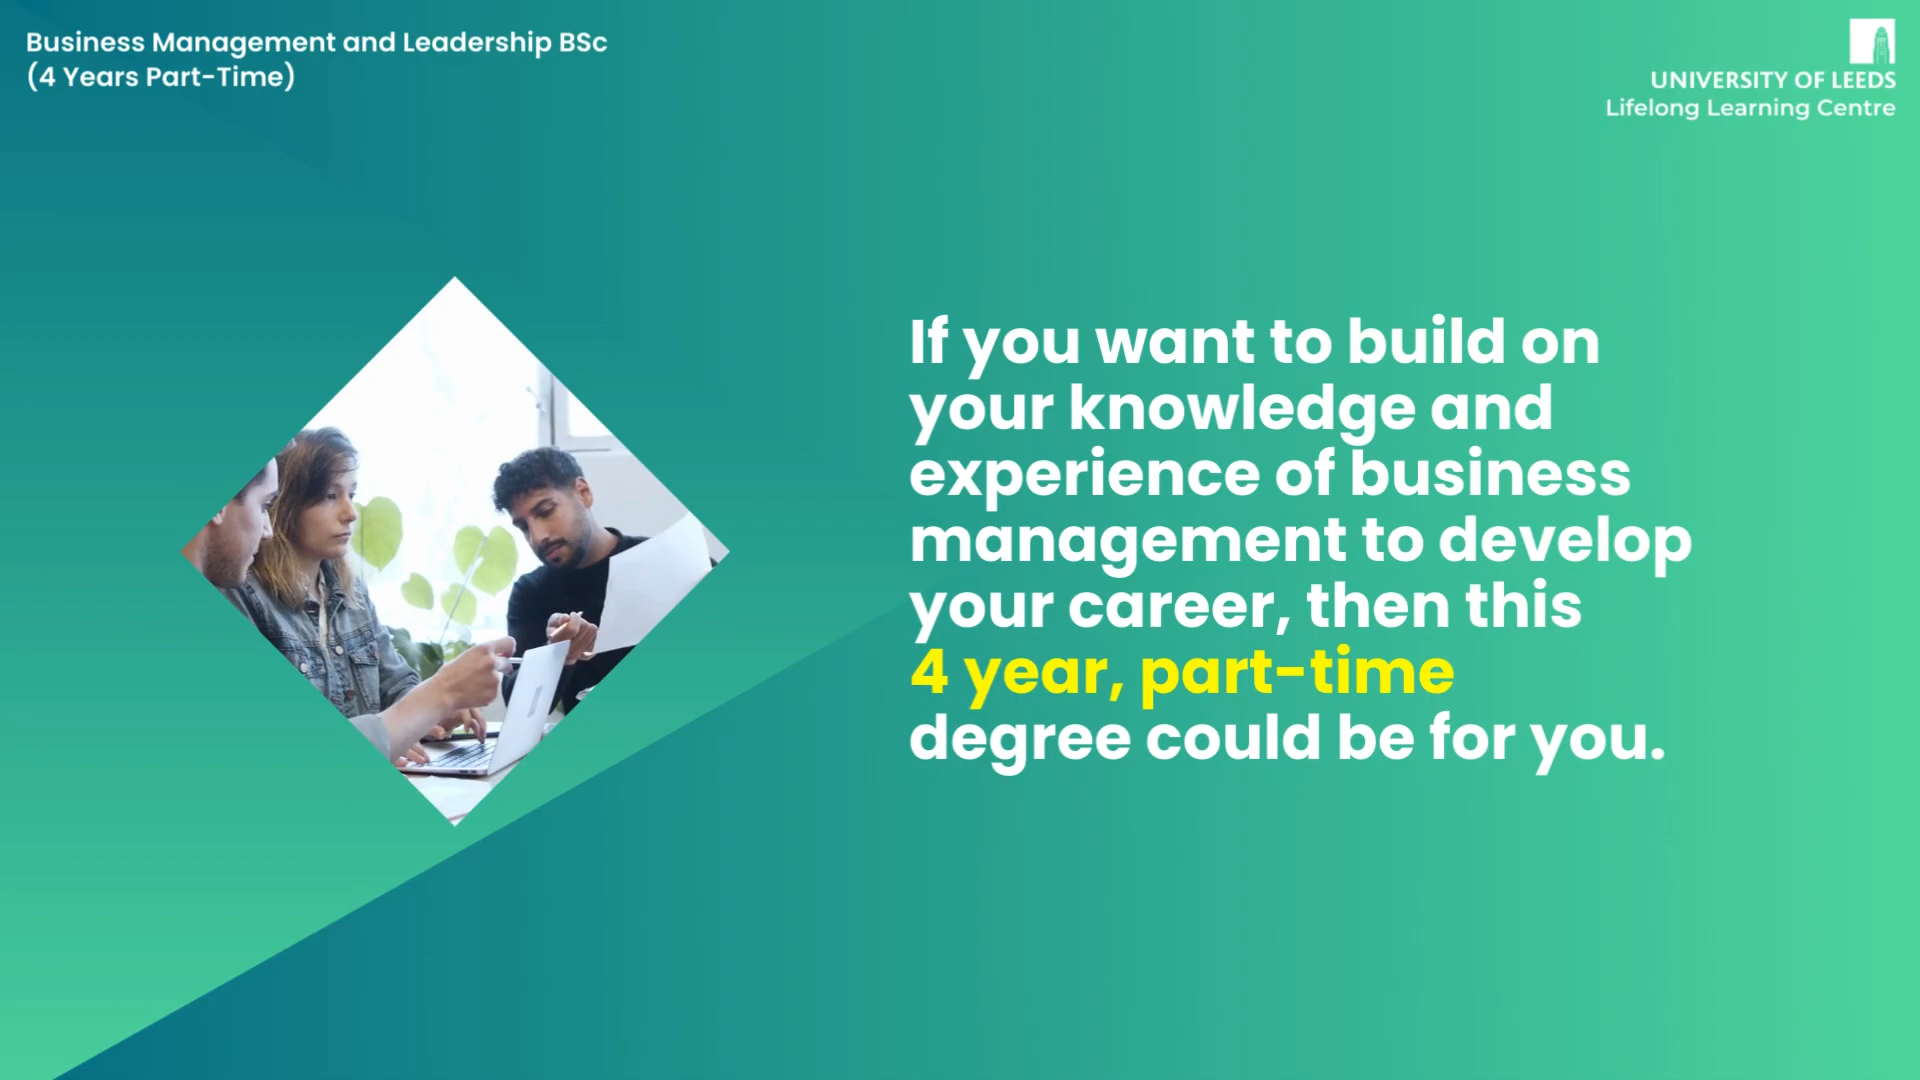 Business Management and Leadership BSc
(4 Years Part-Time)
UNIVERSITY OF LEEDS
Lifelong Learning Centre
If you want to build on
your knowledge and
experience of business
management to develop
your career, then this
4 year, part-time
degree could be for you.